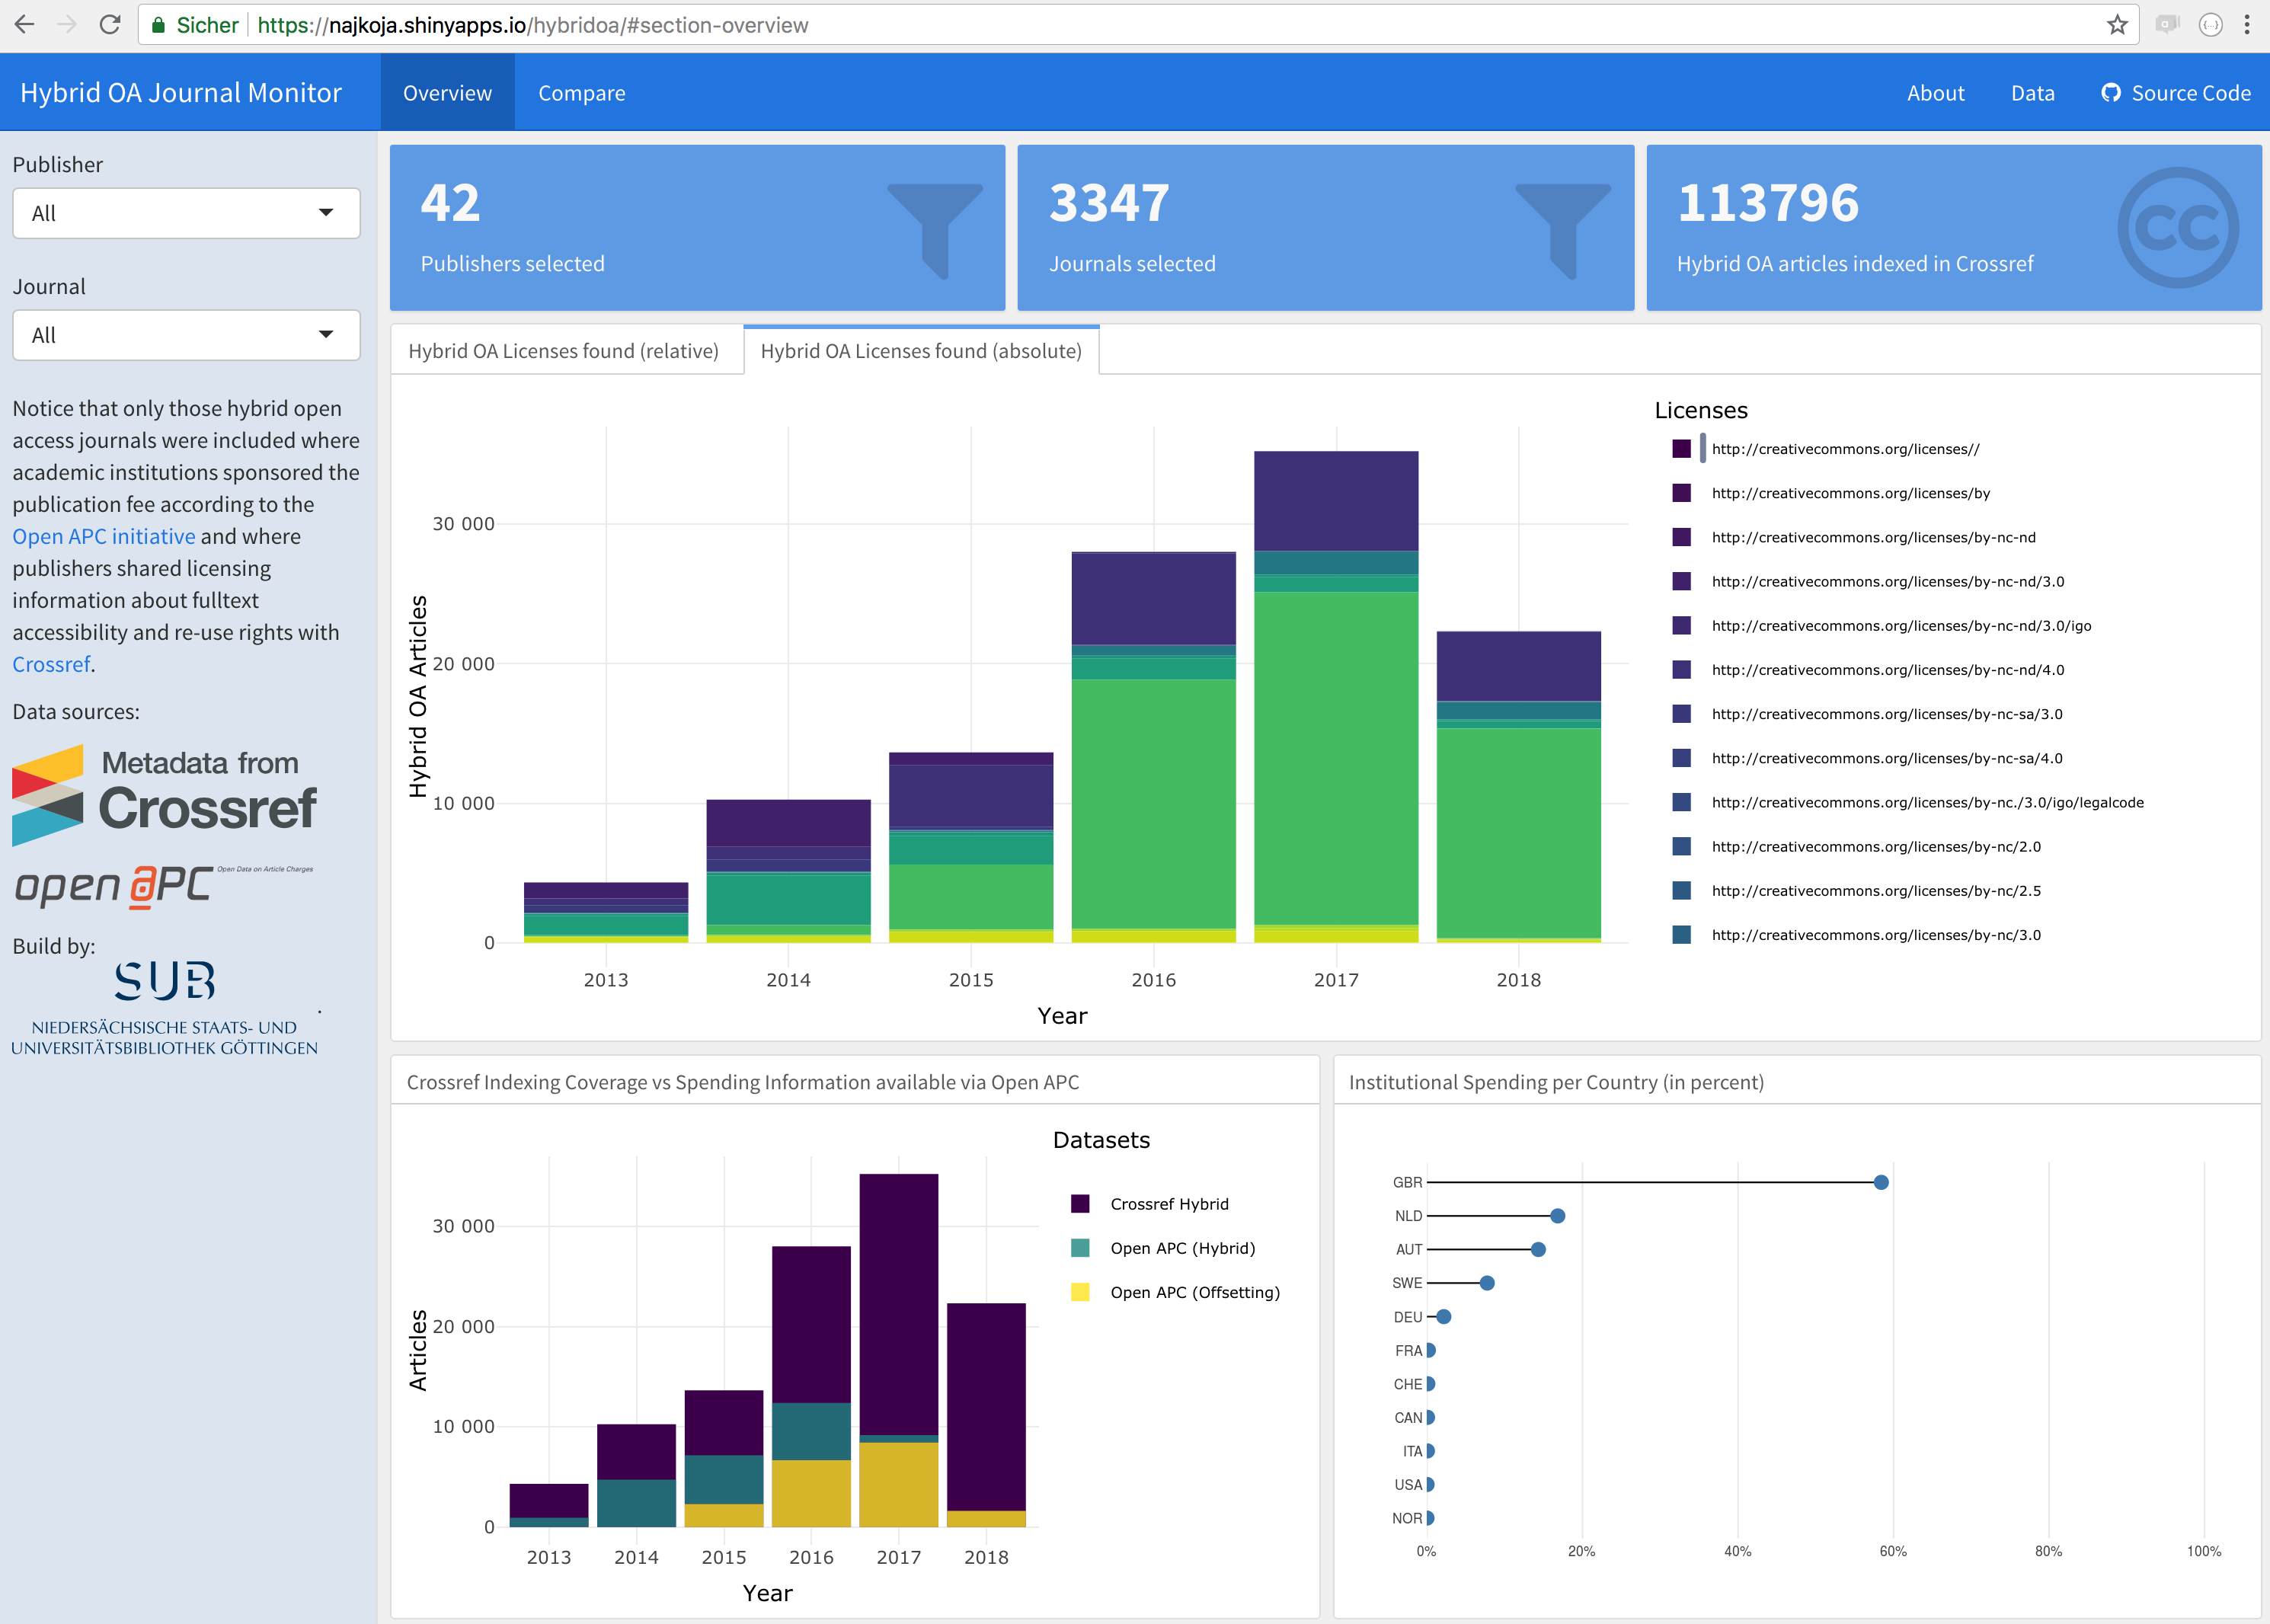 Sicher https://najkoja.shinyapps.io/hybridoa/#section-overview
Hybrid OA Journal Monitor Overview Compare About Data Source Code
Publisher
All
Journal
All
Notice that only those hybrid open
access journals were included where
academic institutions sponsored the
publication fee according to the
Open APC initiative and where
publishers shared licensing
information about fulltext
accessibility and re-use rights with
Crossref.
Data sources:
Metadata from
Crossref
open aPC Open Data on Article Charges
Build by:
SUB
.
NIEDERSÄCHSISCHE STAATS- UND
UNIVERSITÄTSBIBLIOTHEK GÖTTINGEN
42
Publishers selected
3347
Journals selected
113796
Hybrid OA articles indexed in Crossref
cc
Hybrid OA Licenses found (relative) Hybrid OA Licenses found (absolute)
Hybrid OA Articles
30 000
20 000
10 000
0
2013 2014 2015 2016 2017 2018
Year
Licenses
http://creativecommons.org/licenses//
http://creativecommons.org/licenses/by
http://creativecommons.org/licenses/by-nc-nd
http://creativecommons.org/licenses/by-nc-nd/3.0
http://creativecommons.org/licenses/by-nc-nd/3.0/igo
http://creativecommons.org/licenses/by-nc-nd/4.0
http://creativecommons.org/licenses/by-nc-sa/3.0
http://creativecommons.org/licenses/by-nc-sa/4.0
http://creativecommons.org/licenses/by-nc./3.0/igo/legalcode
http://creativecommons.org/licenses/by-nc/2.0
http://creativecommons.org/licenses/by-nc/2.5
http://creativecommons.org/licenses/by-nc/3.0
Crossref Indexing Coverage vs Spending Information available via Open APC
Articles
30 000
20 000
10 000
0
2013 2014 2015 2016 2017 2018
Year
Datasets
Crossref Hybrid
Open APC (Hybrid)
Open APC (Offsetting)
Institutional Spending per Country (in percent)
GBR
NLD
AUT
SWE
DEU
FRA
CHE
CAN
ITA
USA
NOR
0% 20% 40% 60% 80% 100%